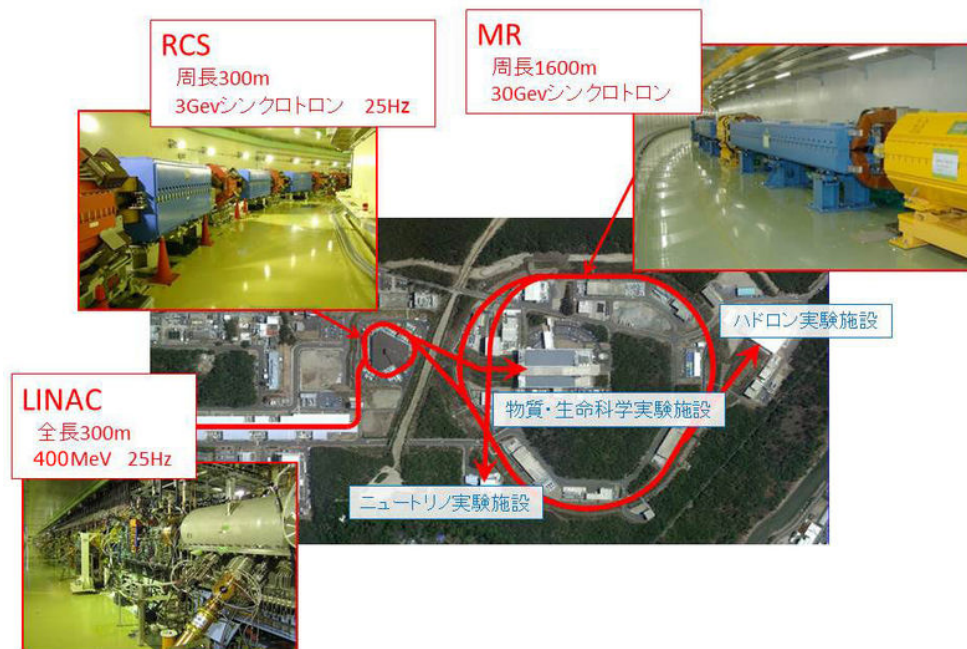 RCS
周長300m
3Gevシンクロトロン 25Hz
MR
周長1600m
30Gevシンクロトロン
ハドロン実験施設
物質・生命科学実験施設
LINAC
全長300m
400MeV 25Hz
ニュートリノ実験施設